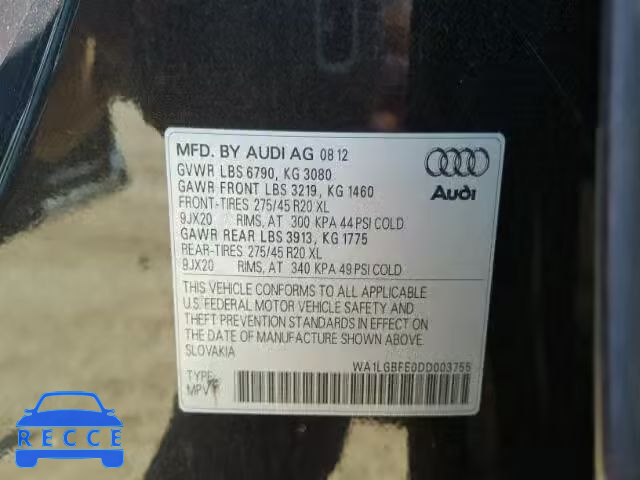 MFD. BY AUDI AG 08 12
GVWR LBS 6790, KG 3080
GAWR FRONT LBS 3219, KG 1460
FRONT-TIRES 275/45 R20 XL
9JX20 RIMS, AT 300 KPA 44 PSI COLD
GAWR REAR LBS 3913, KG 1775
REAR-TIRES 275/45 R20 XL
9JX20 RIMS, AT 340 KPA 49 PSI COLD
Audi
THIS VEHICLE CONFORMS TO ALL APPLICABLE
U.S. FEDERAL MOTOR VEHICLE SAFETY AND
THEFT PREVENTION STANDARDS IN EFFECT ON
THE DATE OF MANUFACTURE SHOWN ABOVE.
SLOVAKIA
WA1LGBFE0DD003755
TYPE:
MPV
RECCE